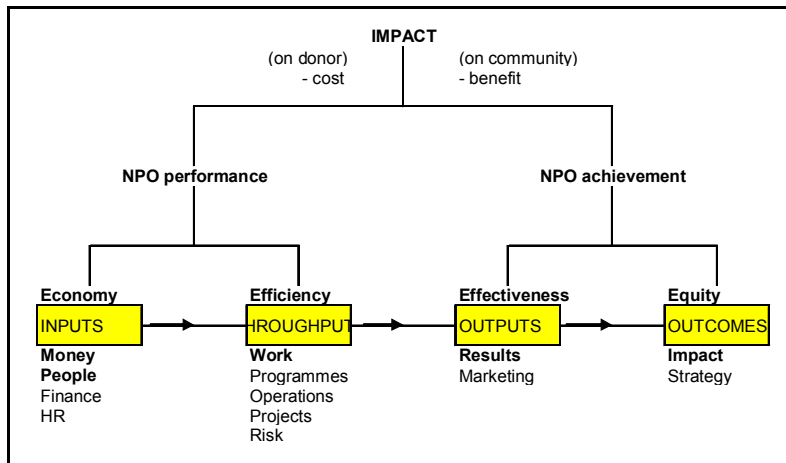 IMPACT
(on donor) (on community)
- cost - benefit
NPO performance NPO achievement
Economy Efficiency Effectiveness Equity
INPUTS HROUGHPUT OUTPUTS OUTCOMES
Money Work Results Impact
People Programmes Marketing Strategy
Finance Operations
HR Projects
Risk